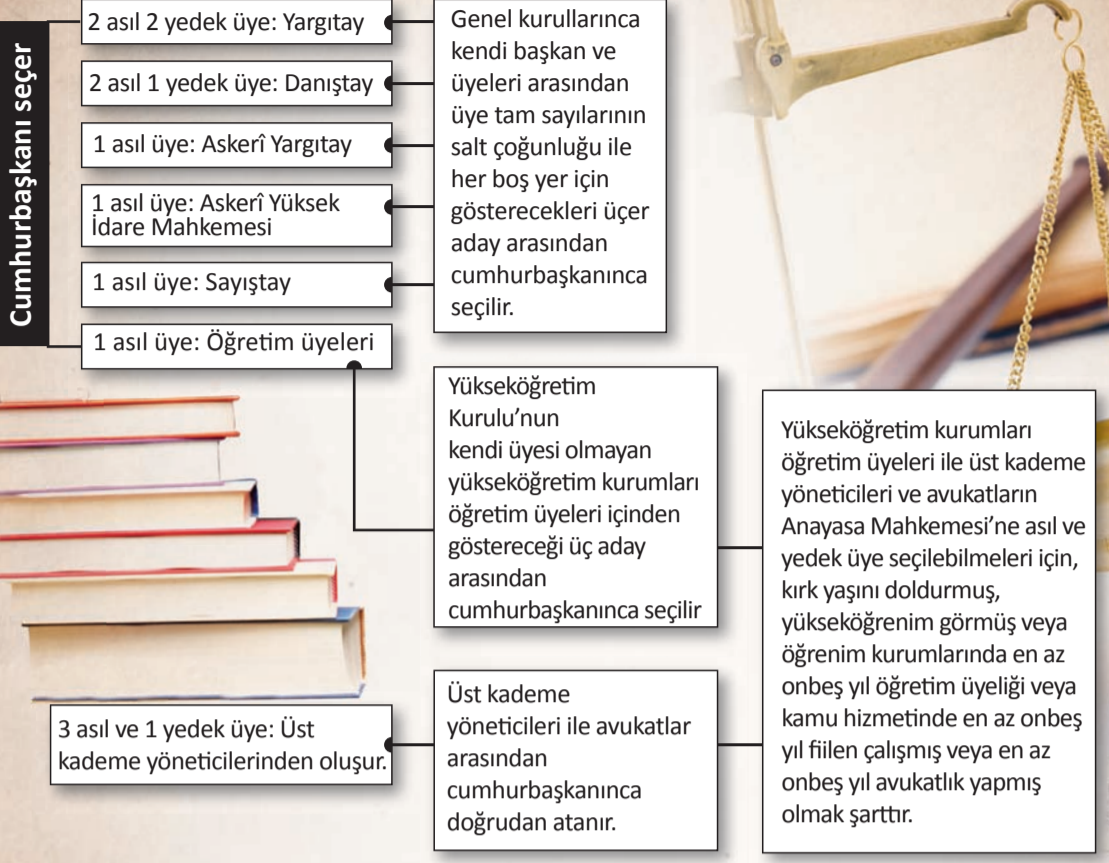 Cumhurbaşkanı seçer
2 asıl 2 yedek üye: Yargıtay
2 asıl 1 yedek üye: Danıştay
1 asıl üye: Askerî Yargıtay
1 asıl üye: Askerî Yüksek
İdare Mahkemesi
1 asıl üye: Sayıştay
1 asıl üye: Öğretim üyeleri
Genel kurullarınca
kendi başkan ve
üyeleri arasından
üye tam sayılarının
salt çoğunluğu ile
her boş yer için
gösterecekleri üçer
aday arasından
cumhurbaşkanınca
seçilir.
Yükseköğretim
Kurulu’nun
kendi üyesi olmayan
yükseköğretim kurumları
öğretim üyeleri içinden
göstereceği üç aday
arasından
cumhurbaşkanınca seçilir
3 asıl ve 1 yedek üye: Üst
kademe yöneticilerinden oluşur.
Üst kademe
yöneticileri ile avukatlar
arasından
cumhurbaşkanınca
doğrudan atanır.
Yükseköğretim kurumları
öğretim üyeleri ile üst kademe
yöneticileri ve avukatların
Anayasa Mahkemesi’ne asıl ve
yedek üye seçilebilmeleri için,
kırk yaşını doldurmuş,
yükseköğrenim görmüş veya
öğrenim kurumlarında en az
onbeş yıl öğretim üyeliği veya
kamu hizmetinde en az onbeş
yıl fiilen çalışmış veya en az
onbeş yıl avukatlık yapmış
olmak şarttır.